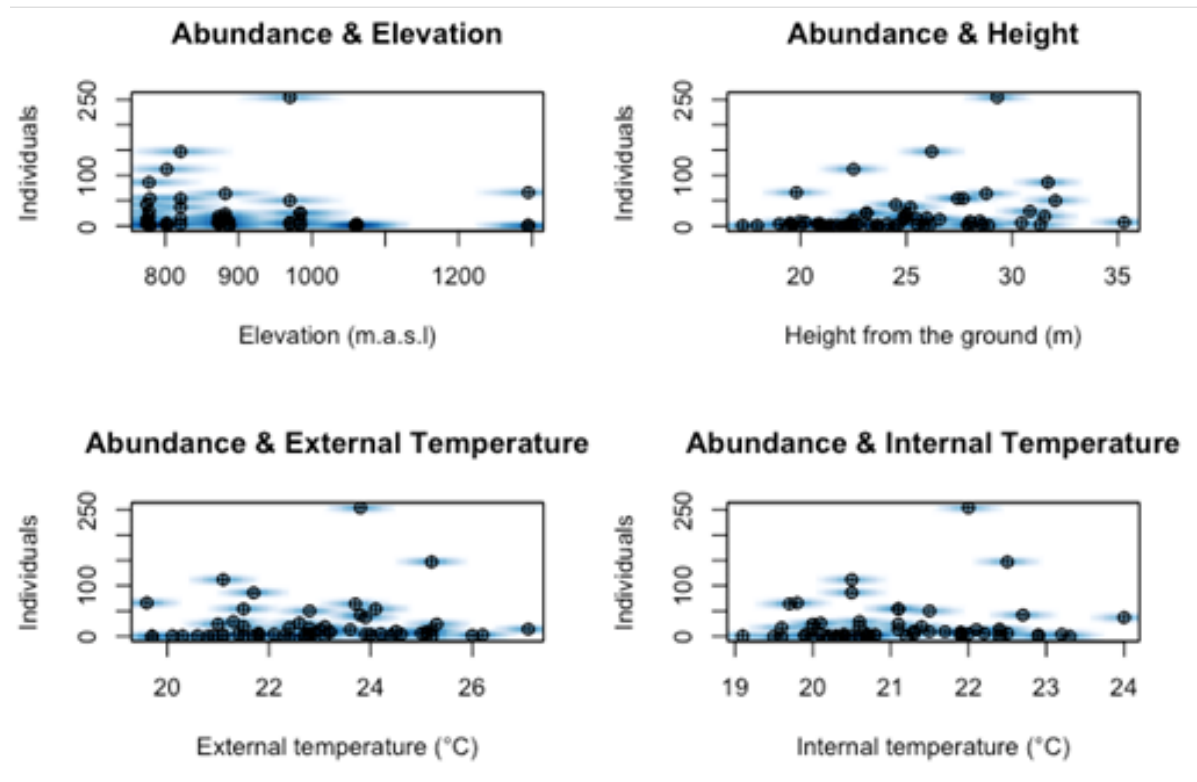 Abundance & Elevation
Individuals
0 100 250
800 900 1000 1200
Elevation (m.a.s.l)
Abundance & Height
Individuals
0 100 250
20 25 30 35
Height from the ground (m)
Abundance & External Temperature
Individuals
0 100 250
20 22 24 26
External temperature (°C)
Abundance & Internal Temperature
Individuals
0 100 250
19 20 21 22 23 24
Internal temperature (°C)